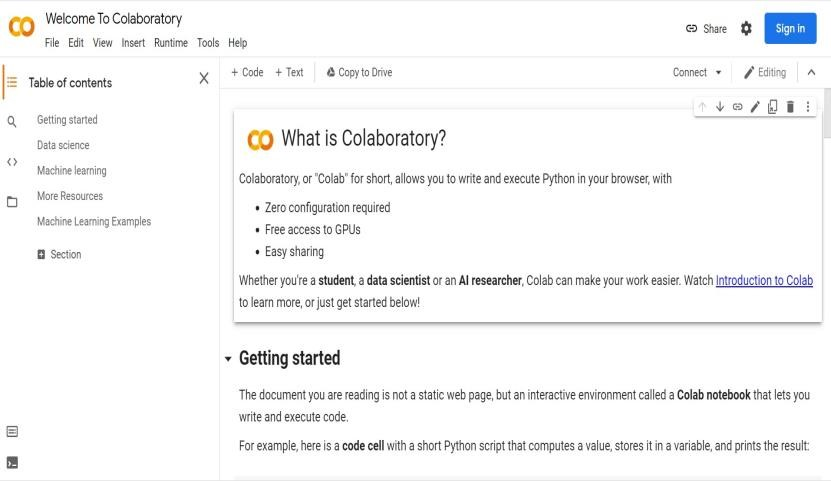 Welcome To Colaboratory
File Edit View Insert Runtime Tools Help
Share
Sign in
Table of contents
Getting started
Data science
Machine learning
More Resources
Machine Learning Examples
Section
+ Code + Text Copy to Drive
Connect
Editing
What is Colaboratory?
Colaboratory, or "Colab" for short, allows you to write and execute Python in your browser, with
• Zero configuration required
• Free access to GPUs
• Easy sharing
Whether you're a student, a data scientist or an AI researcher, Colab can make your work easier. Watch Introduction to Colab
to learn more, or just get started below!
Getting started
The document you are reading is not a static web page, but an interactive environment called a Colab notebook that lets you
write and execute code.
For example, here is a code cell with a short Python script that computes a value, stores it in a variable, and prints the result: